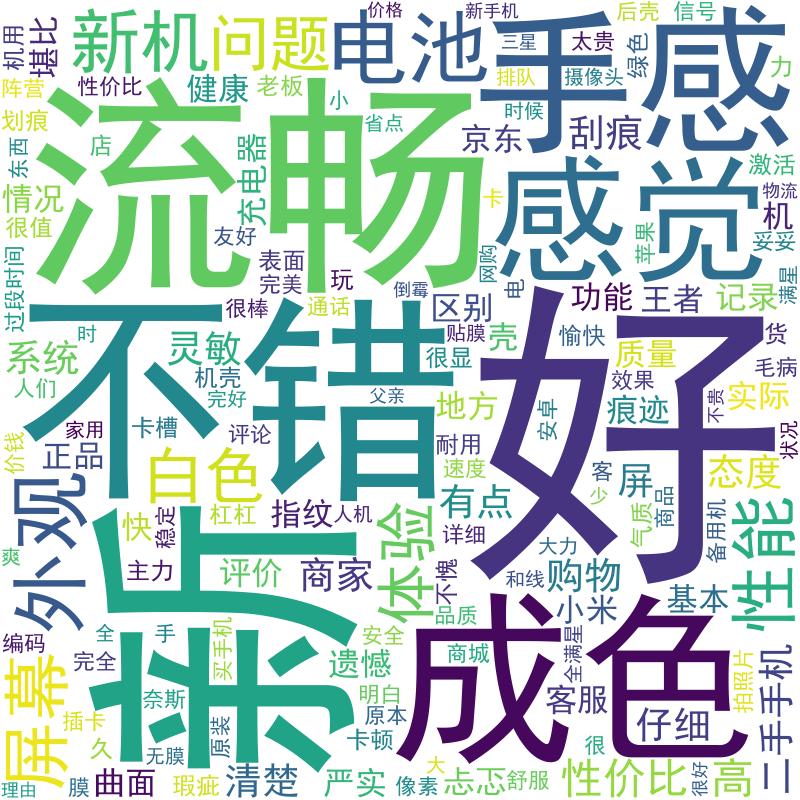 机用
堪比
新机
问题
电池
价格
新手机
三星
太贵
后壳
信号
绿色
力
手感
阵营
性价比
健康
老板
小
省点
排队
摄像头
时候
划痕
店
充电器
京东
刮痕
激活
东西
流畅
卡
感觉
苹果
物流
机
情况
很值
友好
表面
完美
玩
网购
电
妥妥
满星
过段时间
很棒
通话
倒霉
区别
功能
王者
记录
时
不错
贴膜
壳
愉快
质量
货
系统
灵敏
很显
好
毛病
人们
机壳
完好
父亲
效果
实际
地方
安卓
痕迹
不贵
状况
价钱
家用
卡槽
评论
耐用
正品
白色
速度
客
屏
态度
外观
快
稳定
杠杠
指纹
人机
有点
少
气质
商品
备用机
性能
体验
详细
爽
主力
评价
商家
不愧
大力
购物
和线
小米
基本
编码
全
手
亲
卡
品质
成色
全满星
完全
买手机
安全
遗憾
商城
屏幕
奈斯
明白
客服
仔细
拍照片
二手手机
插卡
久
原装
原本
卡顿
很
无膜
理由
膜
曲面
瑕疵
清楚
严实
像素
大
忐忑
舒服
性价比
很好
高